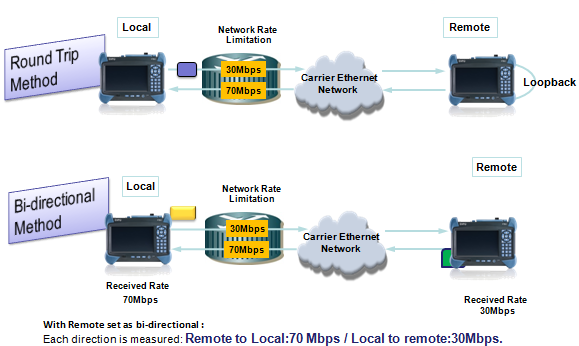 Local
Network Rate
Limitation
Remote
Round Trip
Method
30Mbps
70Mbps
Carrier Ethernet
Network
Loopback
Bi-directional
Method
Local
Network Rate
Limitation
Remote
30Mbps
70Mbps
Carrier Ethernet
Network
Received Rate
70Mbps
Received Rate
30Mbps
With Remote set as bi-directional :
Each direction is measured: Remote to Local:70 Mbps / Local to remote:30Mbps.